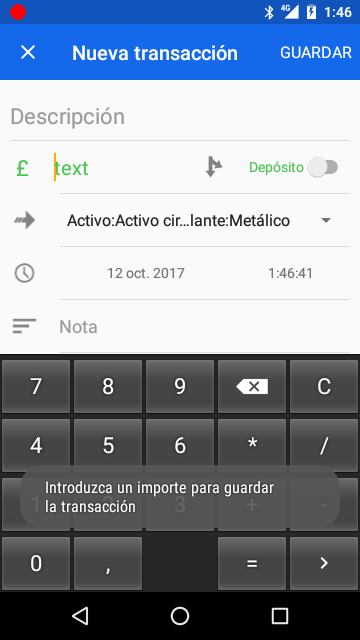 4G 1:46
Nueva transacción GUARDAR
Descripción
£ text Depósito
Activo:Activo cir...lante:Metálico
12 oct. 2017 1:46:41
Nota
7 8 9 C
4 5 6 * /
1 2 3 + -
Introduzca un importe para guardar
la transacción
0 , = >